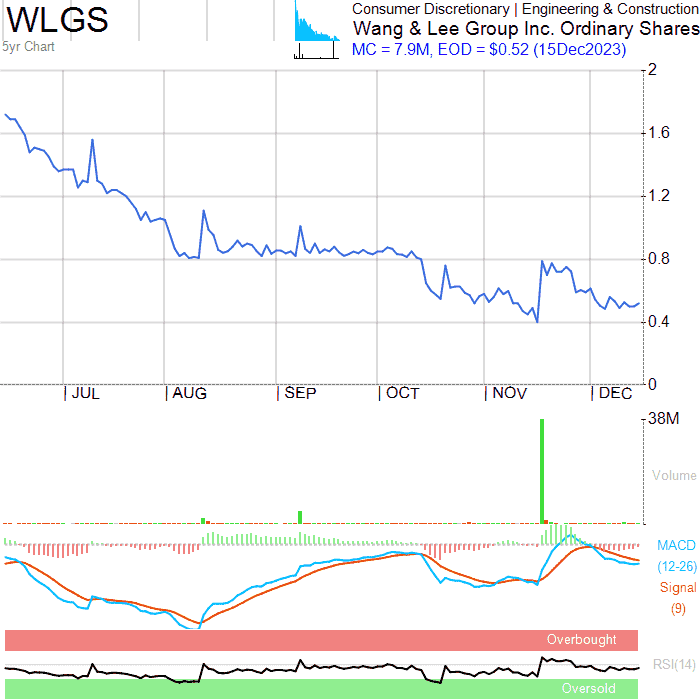 WLGS
5yr Chart
Consumer Discretionary | Engineering & Construction
Wang & Lee Group Inc. Ordinary Shares
MC = 7.9M, EOD = $0.52 (15Dec2023)
2
1.6
1.2
0.8
0.4
0
JUL AUG SEP OCT NOV DEC
38M
Volume
MACD
(12-26)
Signal
(9)
Overbought
RSI(14)
Oversold